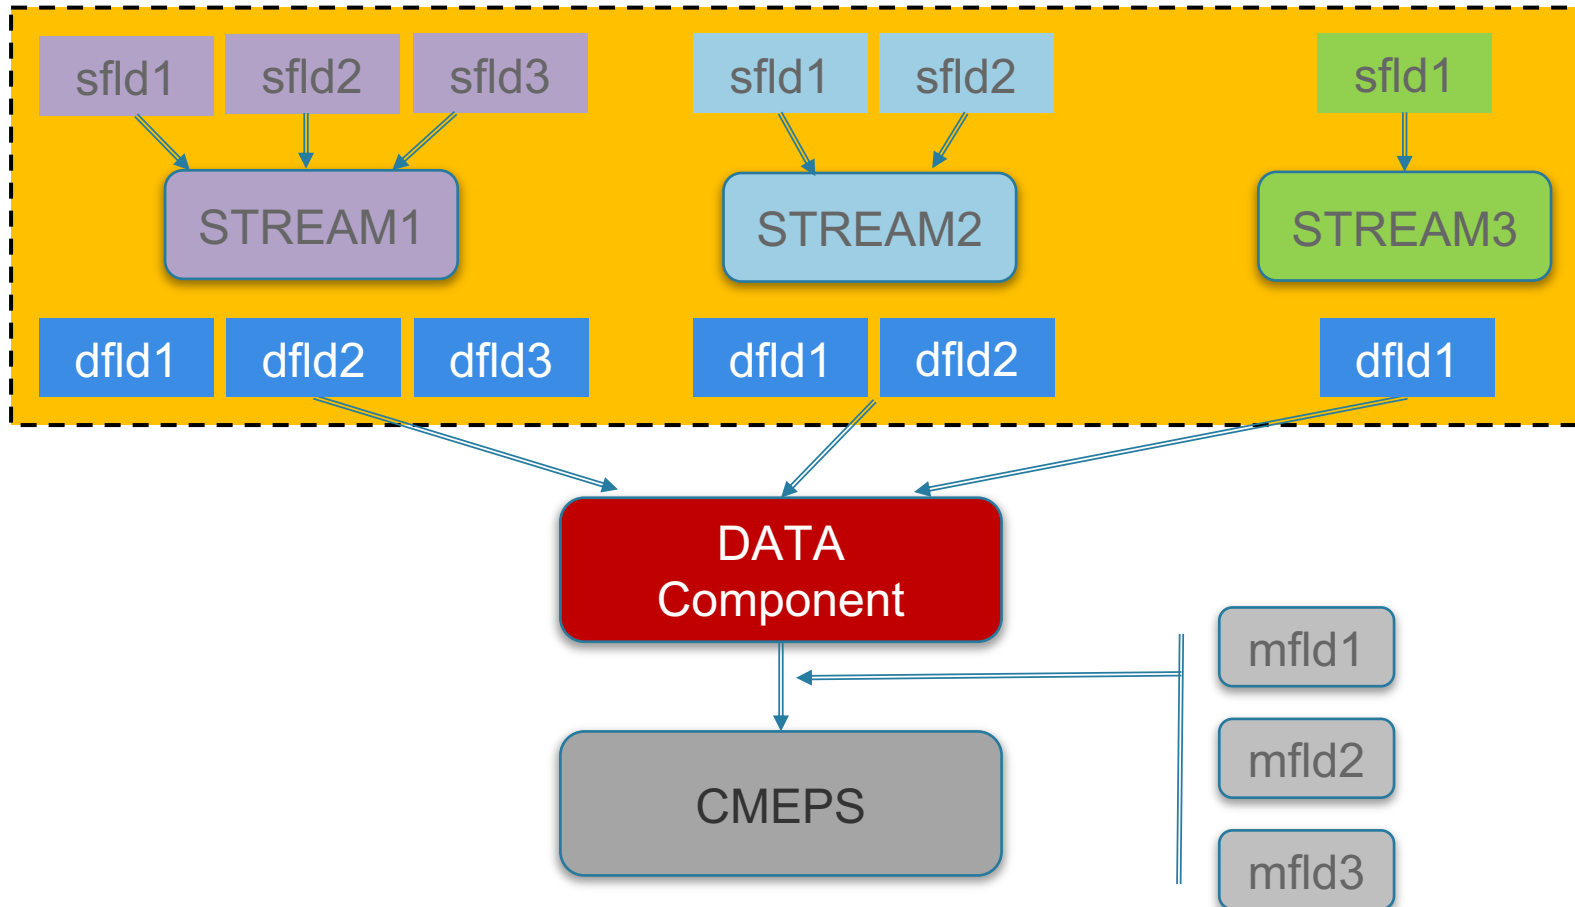 sfld1 sfld2 sfld3 sfld1 sfld2 sfld1
STREAM1 STREAM2 STREAM3
dfld1 dfld2 dfld3 dfld1 dfld2 dfld1
DATA
Component
mfld1
mfld2
CMEPS
mfld3